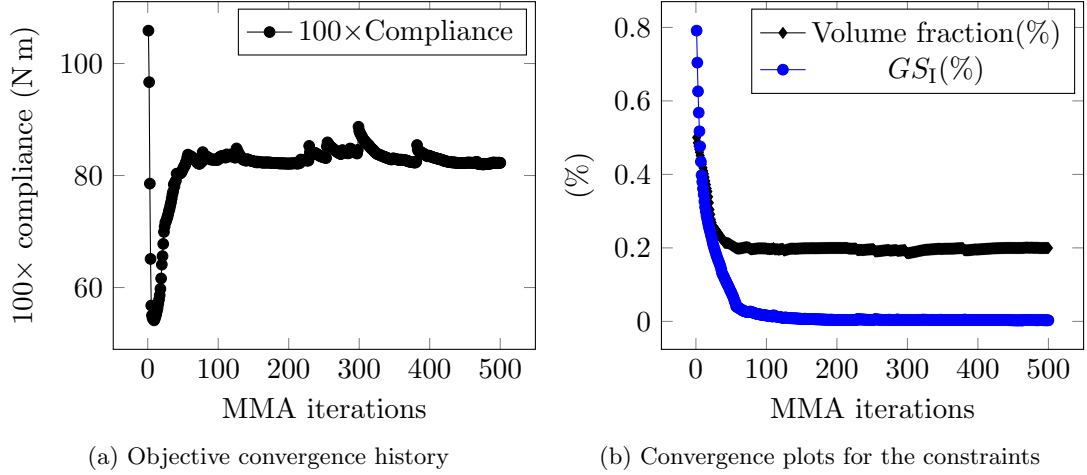 100×Compliance
100× compliance (N m)
100
80
60
0 100 200 300 400 500
MMA iterations
(a) Objective convergence history
Volume fraction(%)
GS_I(%)
(%)
0.8
0.6
0.4
0.2
0
0 100 200 300 400 500
MMA iterations
(b) Convergence plots for the constraints